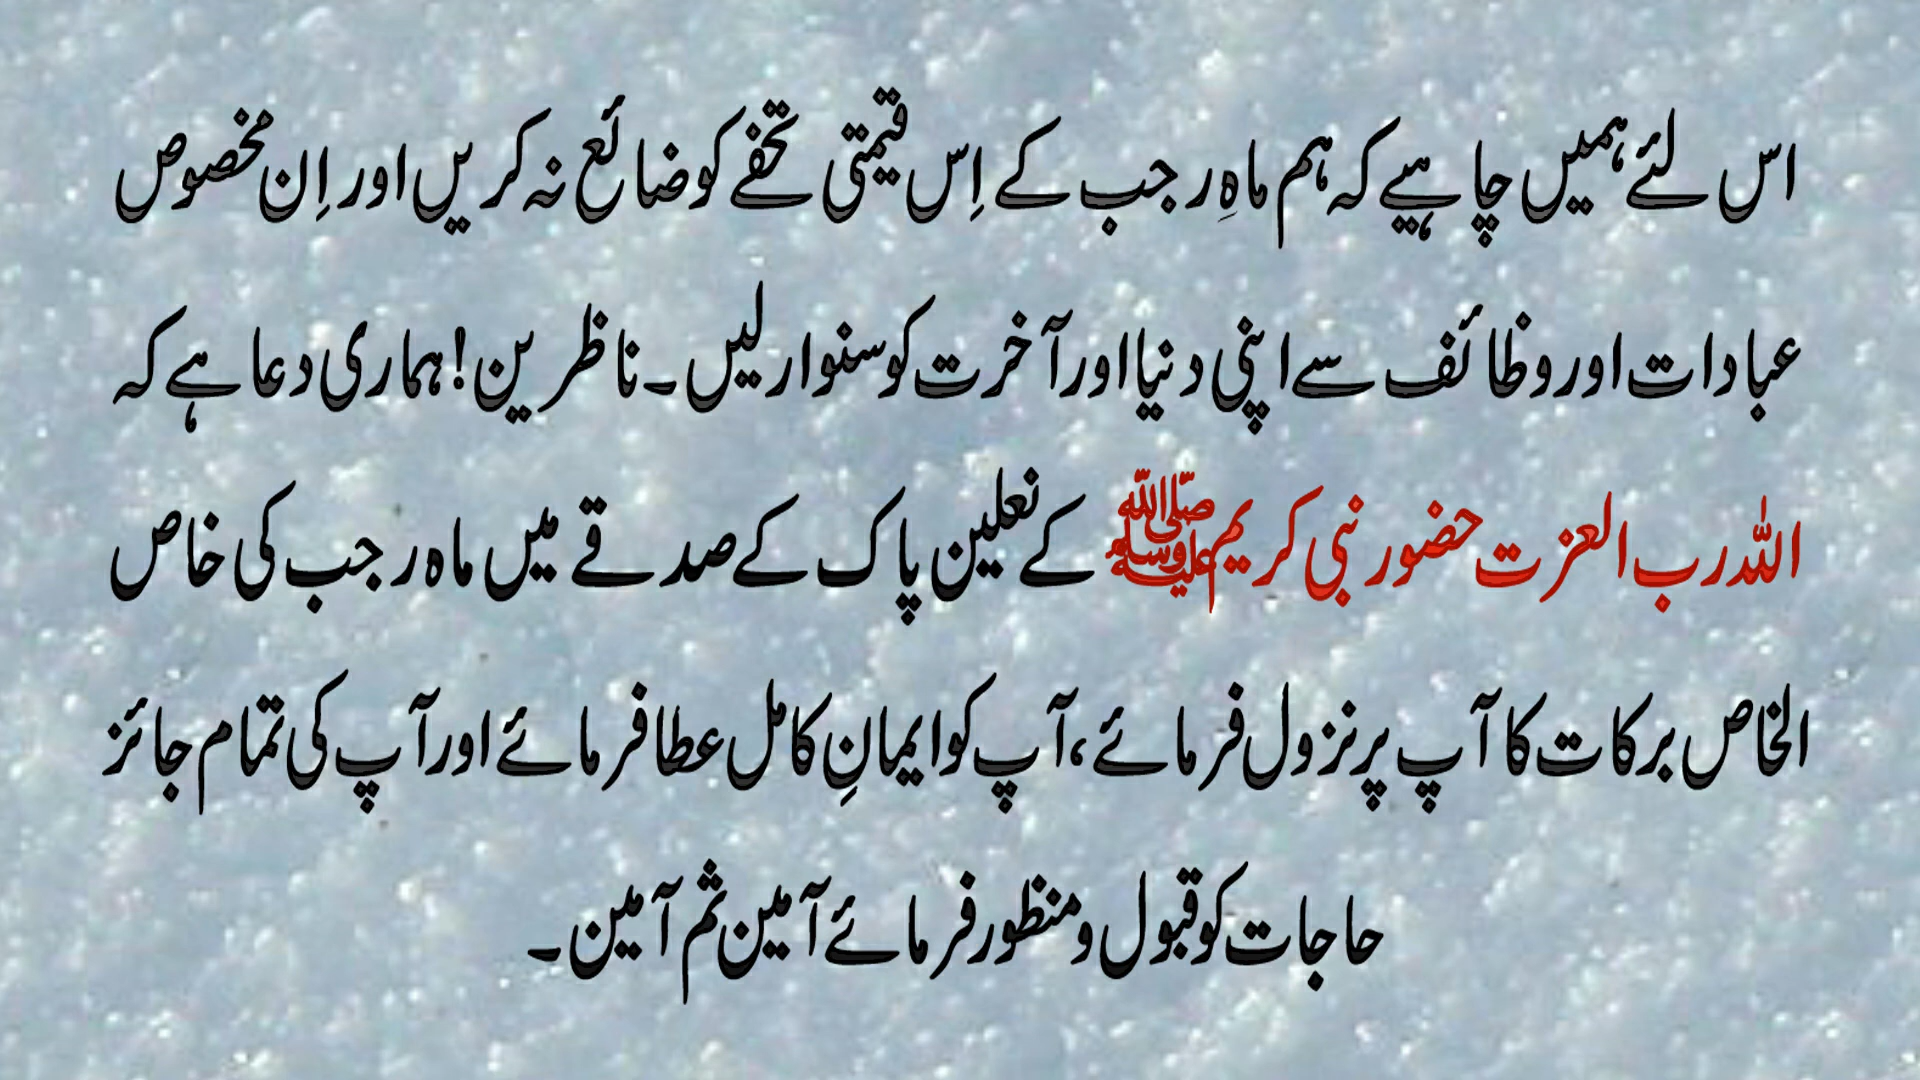 اس لئے ہمیں چاہیے کہ ہم ماہِ رجب کے اِس قیمتی تحفے کو ضائع نہ کریں اور اِن مخصوص
عبادات اور وظائف سے اپنی دنیا اور آخرت کو سنوار لیں۔ ناظرین! ہماری دعا ہے کہ
اللہ رب العزت حضور نبی کریم ﷺ کے نعلین پاک کے صدقے میں ماہ رجب کی خاص
الخاص برکات کا آپ پر نزول فرمائے، آپ کو ایمانِ کامل عطا فرمائے اور آپ کی تمام جائز
حاجات کو قبول و منظور فرمائے آمین ثم آمین۔